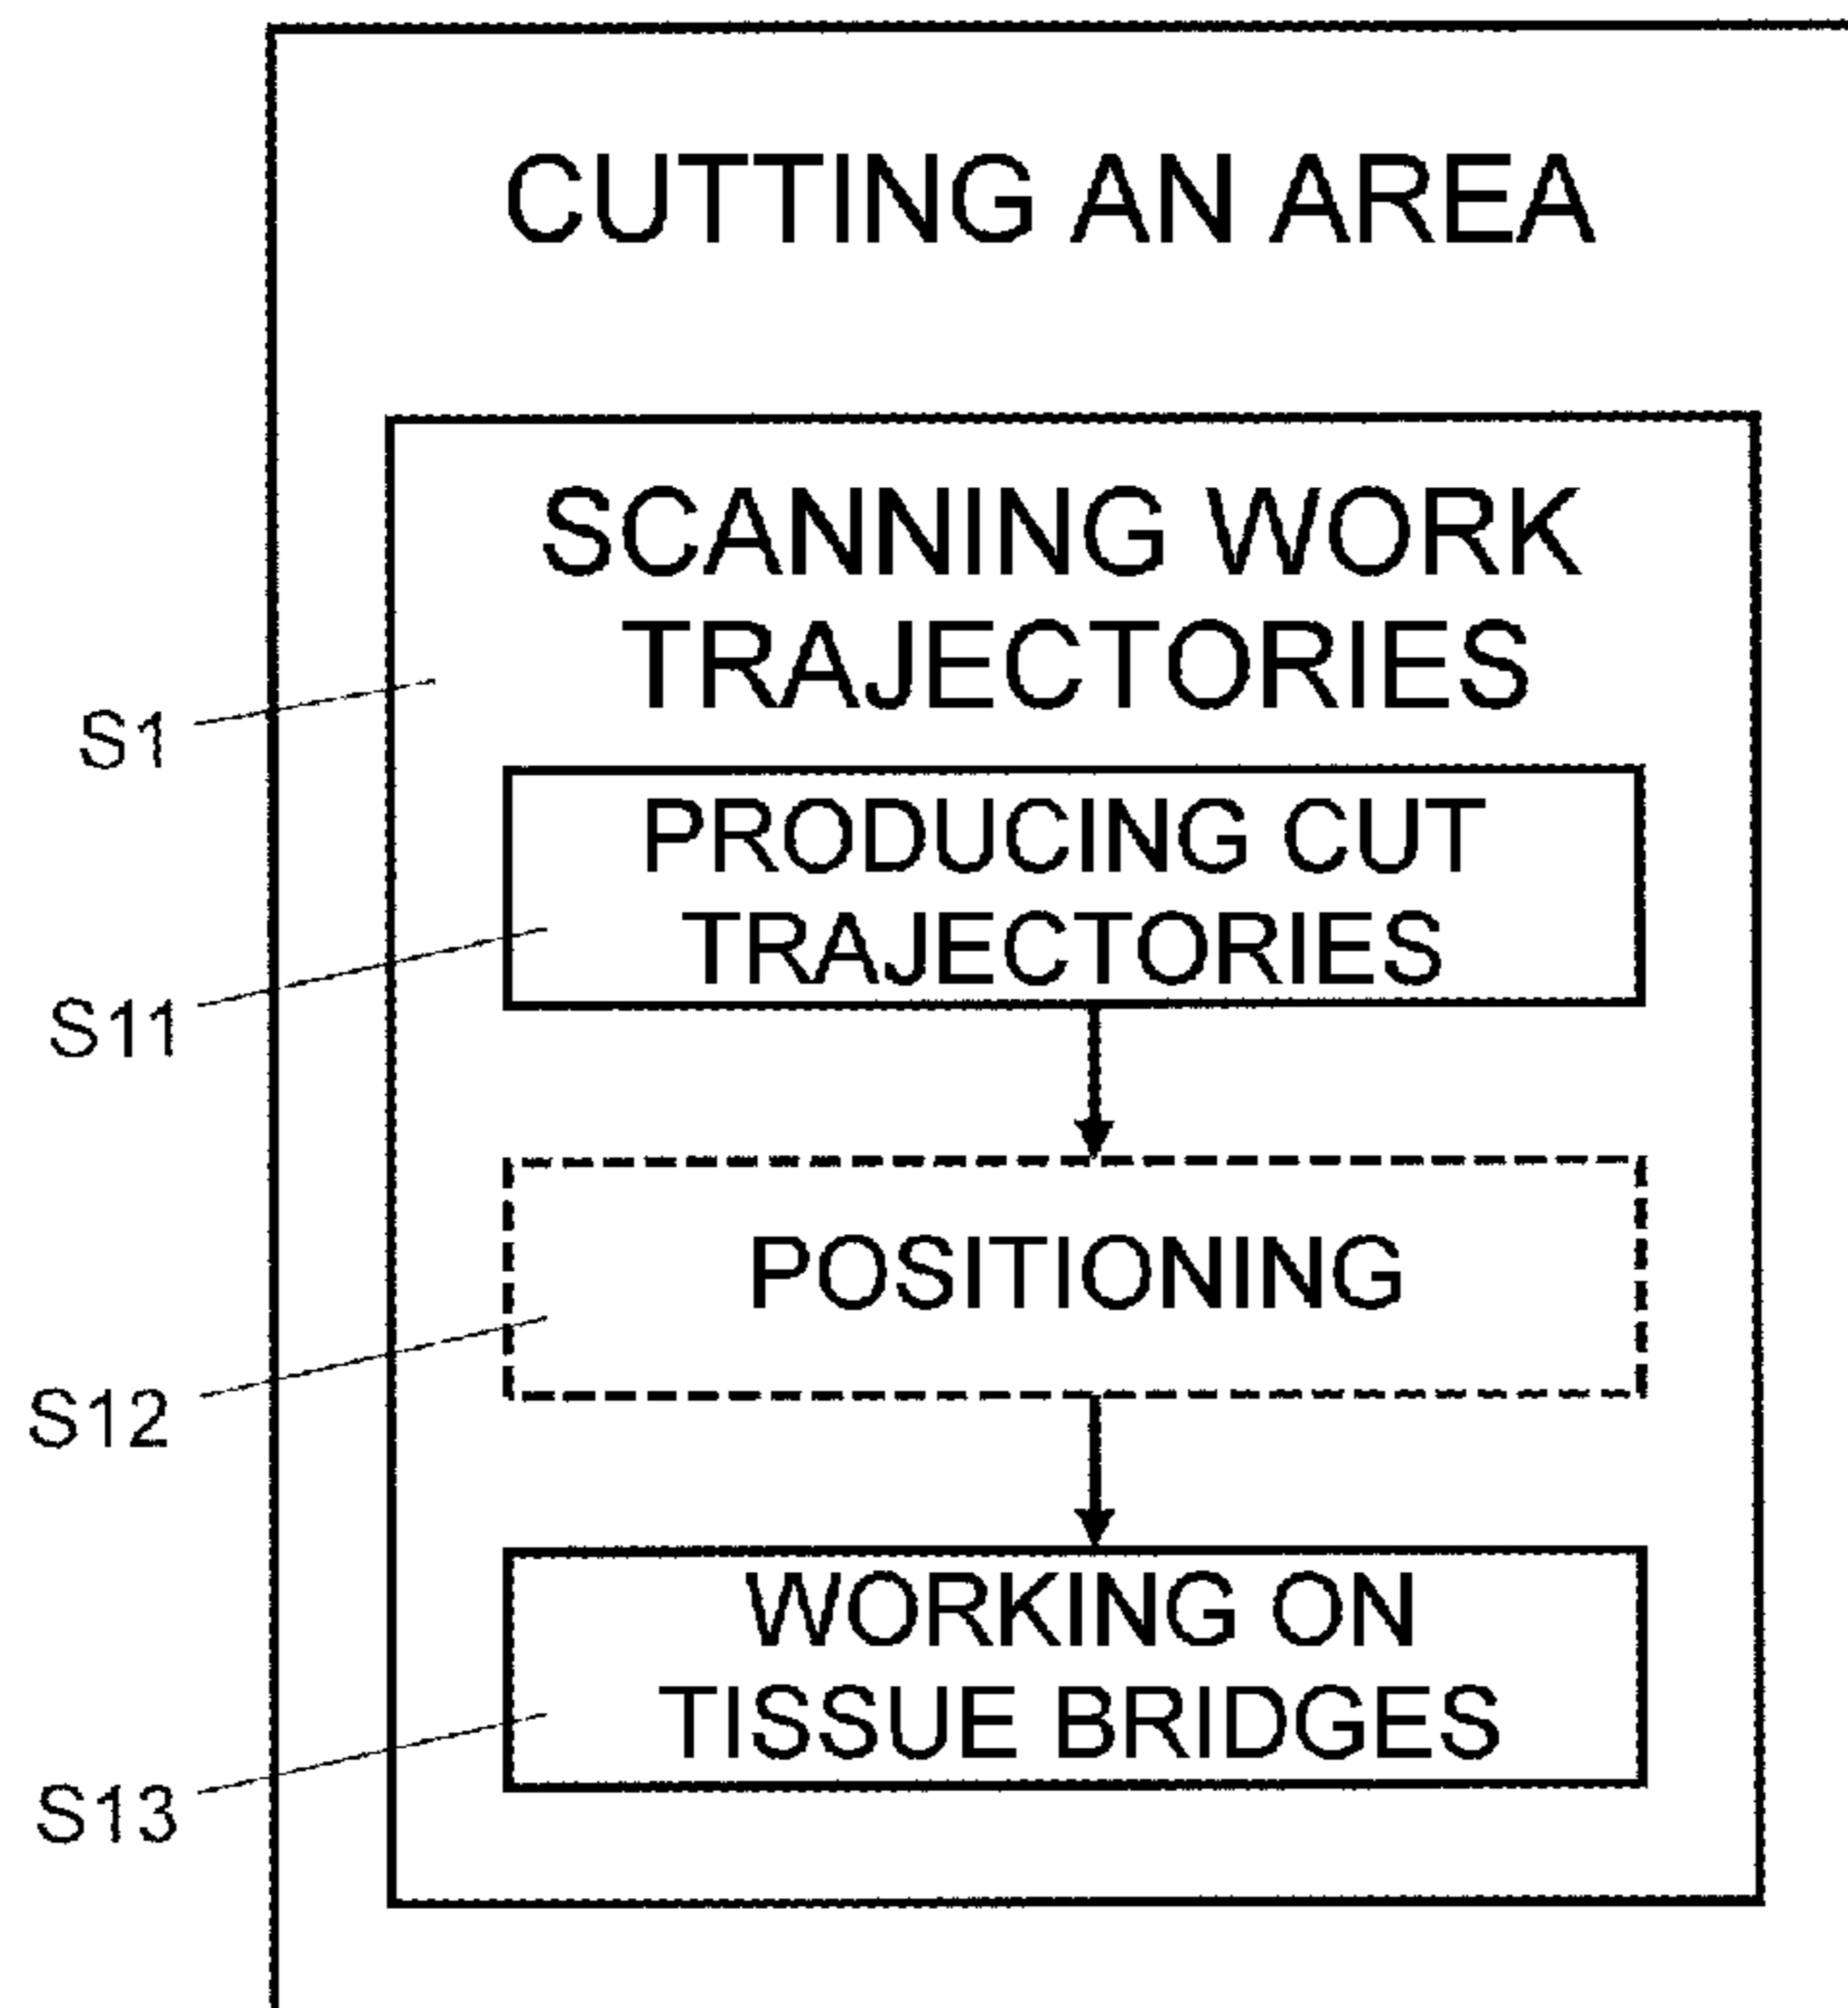 CUTTING AN AREA
SCANNING WORK
TRAJECTORIES
S1
PRODUCING CUT
TRAJECTORIES
S11
POSITIONING
S12
WORKING ON
TISSUE BRIDGES
S13